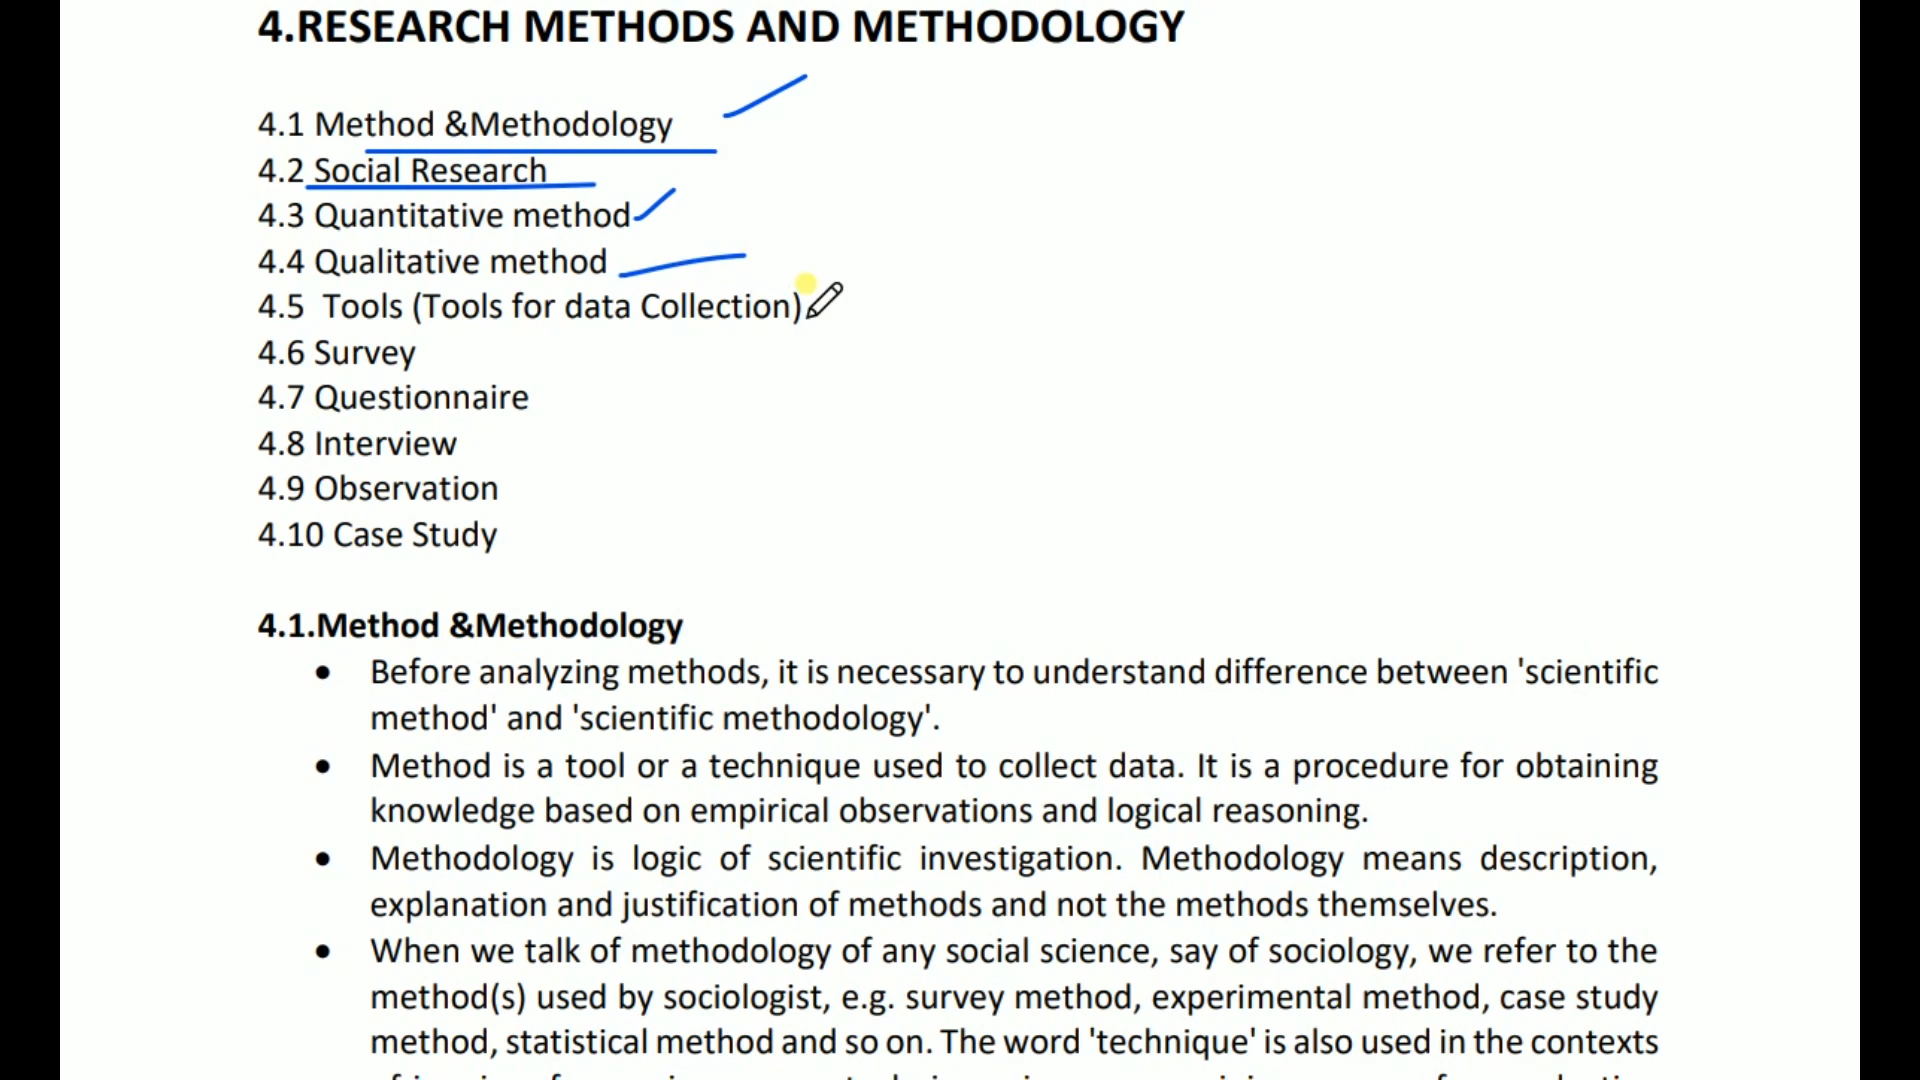 4.RESEARCH METHODS AND METHODOLOGY
4.1 Method &Methodology
4.2 Social Research
4.3 Quantitative method
4.4 Qualitative method
4.5 Tools (Tools for data Collection)
4.6 Survey
4.7 Questionnaire
4.8 Interview
4.9 Observation
4.10 Case Study
4.1.Method &Methodology
• Before analyzing methods, it is necessary to understand difference between 'scientific
method' and 'scientific methodology'.
• Method is a tool or a technique used to collect data. It is a procedure for obtaining
knowledge based on empirical observations and logical reasoning.
• Methodology is logic of scientific investigation. Methodology means description,
explanation and justification of methods and not the methods themselves.
• When we talk of methodology of any social science, say of sociology, we refer to the
method(s) used by sociologist, e.g. survey method, experimental method, case study
method, statistical method and so on. The word 'technique' is also used in the contexts